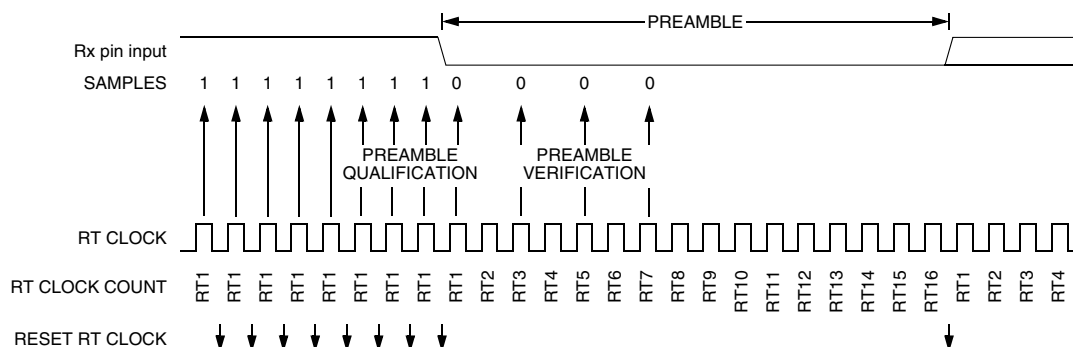 PREAMBLE
Rx pin input
SAMPLES 1 1 1 1 1 1 1 1 0 0 0 0
PREAMBLE QUALIFICATION
PREAMBLE VERIFICATION
RT CLOCK
RT CLOCK COUNT RT1 RT1 RT1 RT1 RT1 RT1 RT1 RT1 RT1 RT2 RT3 RT4 RT5 RT6 RT7 RT8 RT9 RT10 RT11 RT12 RT13 RT14 RT15 RT16 RT1 RT2 RT3 RT4
RESET RT CLOCK